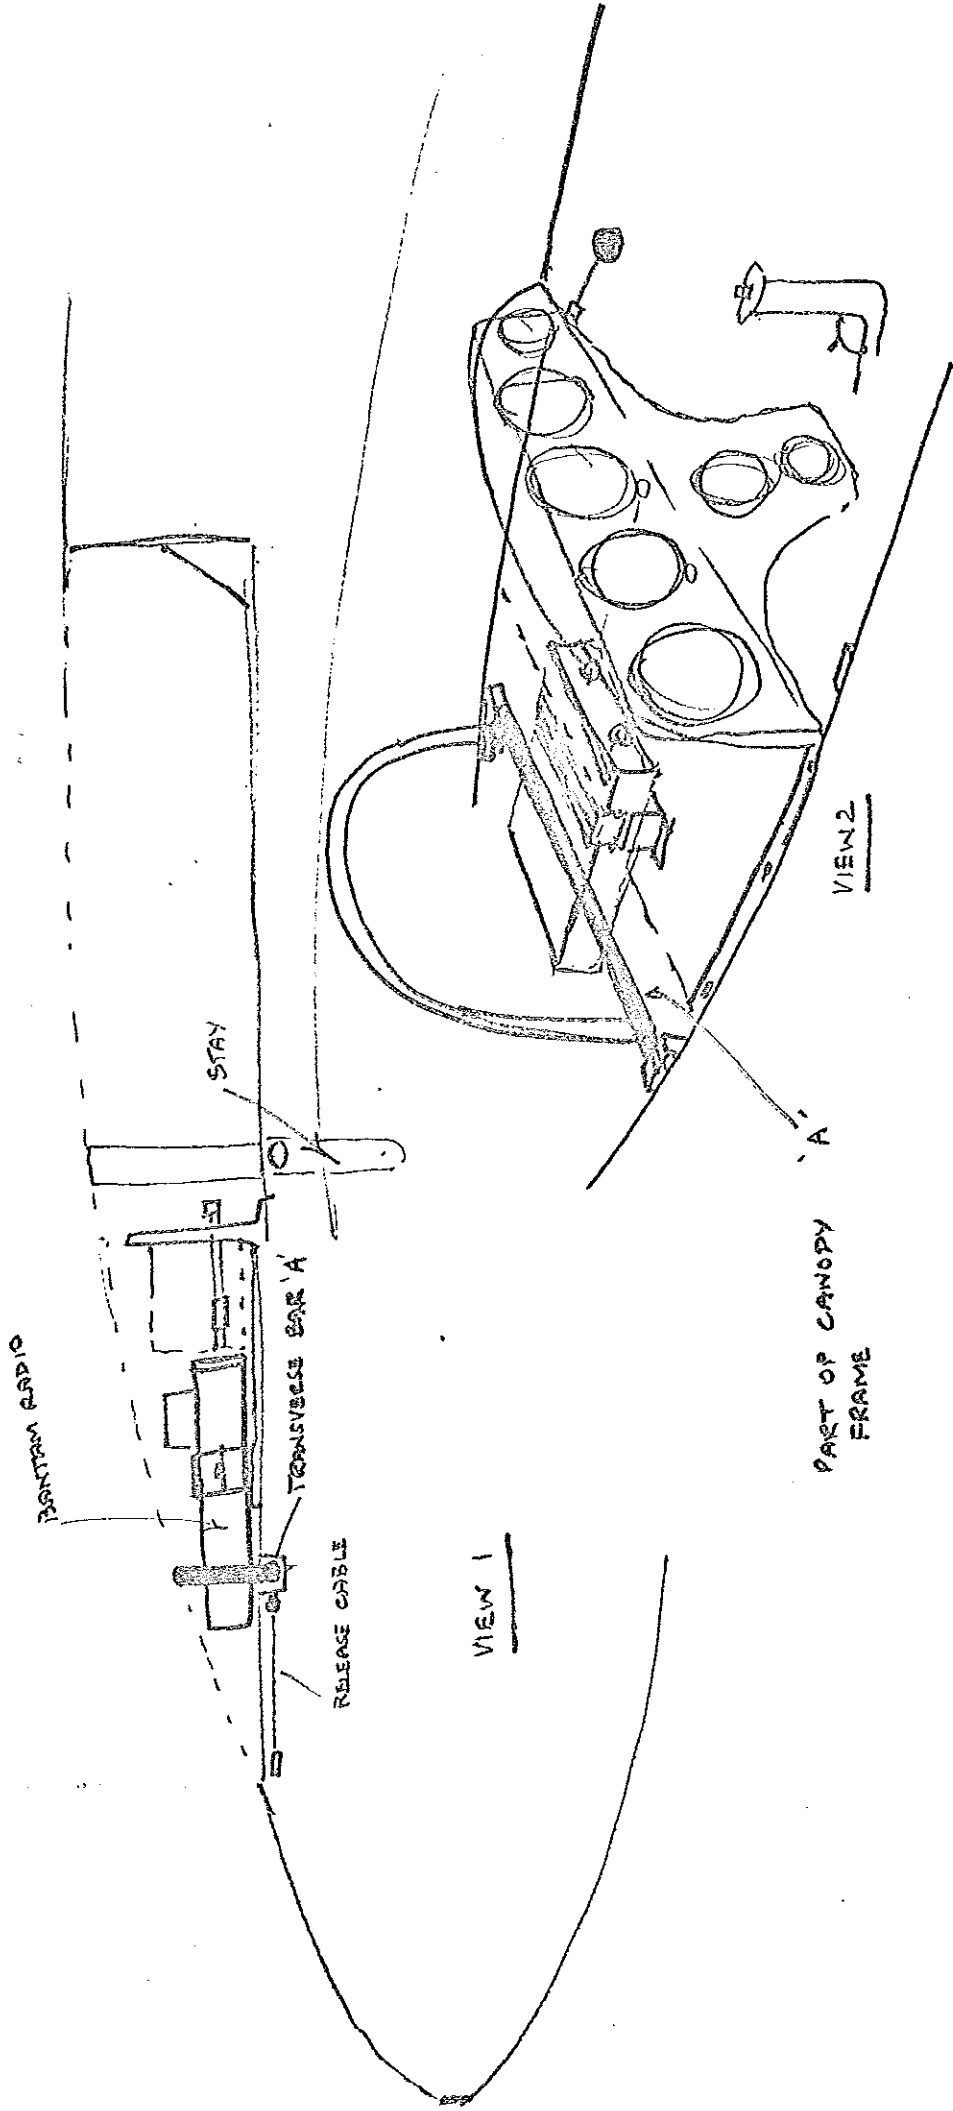 BANTAM RADIO
STAY
TRANSVERSE BAR 'A'
RELEASE CABLE
VIEW 1
PART OF CANOPY
FRAME
'A'
VIEW 2